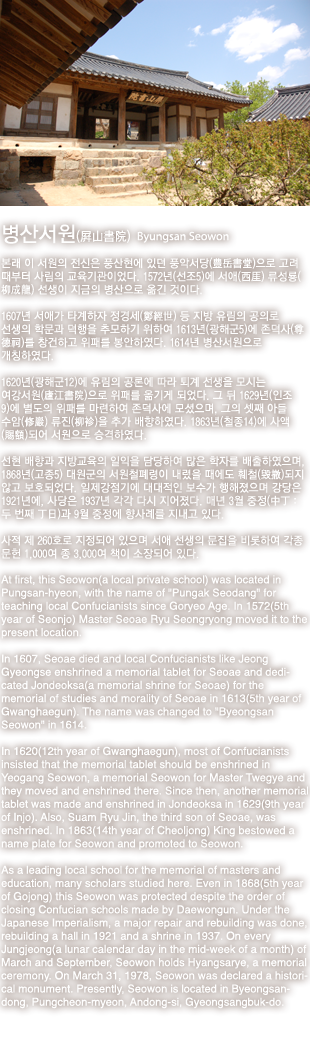 병산서원(屛山書院) Byungsan Seowon
본래 이 서원의 전신은 풍산현에 있던 풍악서당(豊岳書堂)으로 고려
때부터 사림의 교육기관이었다. 1572년(선조5)에 서애(西厓) 류성룡(
柳成龍) 선생이 지금의 병산으로 옮긴 것이다.
1607년 서애가 타계하자 정경세(鄭經世) 등 지방 유림의 공의로
선생의 학문과 덕행을 추모하기 위하여 1613년(광해군5)에 존덕사(尊
德祠)를 창건하고 위패를 봉안하였다. 1614년 병산서원으로
개칭하였다.
1620년(광해군12)에 유림의 공론에 따라 퇴계 선생을 모시는
여강서원(廬江書院)으로 위패를 옮기게 되었다. 그 뒤 1629년(인조
9)에 별도의 위패를 마련하여 존덕사에 모셨으며, 그의 셋째 아들
수암(修巖) 류진(柳袗)을 추가 배향하였다. 1863년(철종14)에 사액
(賜額)되어 서원으로 승격하였다.
선현 배향과 지방교육의 일익을 담당하여 많은 학자를 배출하였으며,
1868년(고종5) 대원군의 서원철폐령이 내렸을 때에도 훼철(毁撤)되지
않고 보호되었다. 일제강점기에 대대적인 보수가 행해졌으며 강당은
1921년에, 사당은 1937년 각각 다시 지어졌다. 매년 3월 중정(中丁 :
두 번째 丁日)과 9월 중정에 향사례를 지내고 있다.
사적 제 260호로 지정되어 있으며 서애 선생의 문집을 비롯하여 각종
문헌 1,000여 종 3,000여 책이 소장되어 있다.
At first, this Seowon(a local private school) was located in
Pungsan-hyeon, with the name of "Pungak Seodang" for
teaching local Confucianists since Goryeo Age. In 1572(5th
year of Seonjo) Master Seoae Ryu Seongryong moved it to the
present location.
In 1607, Seoae died and local Confucianists like Jeong
Gyeongse enshrined a memorial tablet for Seoae and dedi-
cated Jondeoksa(a memorial shrine for Seoae) for the
memorial of studies and morality of Seoae in 1613(5th year of
Gwanghaegun). The name was changed to "Byeongsan
Seowon" in 1614.
In 1620(12th year of Gwanghaegun), most of Confucianists
insisted that the memorial tablet should be enshrined in
Yeogang Seowon, a memorial Seowon for Master Twegye and
they moved and enshrined there. Since then, another memorial
tablet was made and enshrined in Jondeoksa in 1629(9th year
of Injo). Also, Suam Ryu Jin, the third son of Seoae, was
enshrined. In 1863(14th year of Cheoljong) King bestowed a
name plate for Seowon and promoted to Seowon.
As a leading local school for the memorial of masters and
education, many scholars studied here. Even in 1868(5th year
of Gojong) this Seowon was protected despite the order of
closing Confucian schools made by Daewongun. Under the
Japanese Imperialism, a major repair and rebuilding was done,
rebuilding a hall in 1921 and a shrine in 1937. On every
Jungjeong(a lunar calendar day in the mid-week of a month) of
March and September, Seowon holds Hyangsarye, a memorial
ceremony. On March 31, 1978, Seowon was declared a histori-
cal monument. Presently, Seowon is located in Byeongsan-
dong, Pungcheon-myeon, Andong-si, Gyeongsangbuk-do.